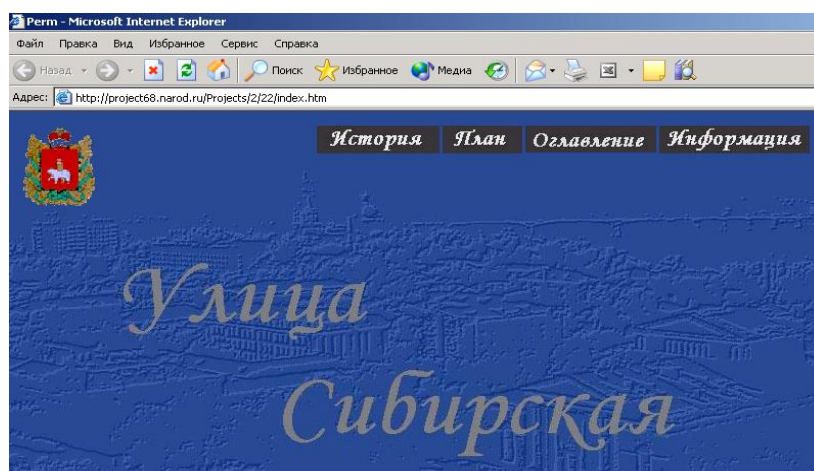 Perm - Microsoft Internet Explorer
Файл Правка Вид Избранное Сервис Справка
Назад Поиск Избранное Медиа
Адрес: http://project68.narod.ru/Projects/2/22/index.htm
История План Оглавление Информация
Улица
Сибирская